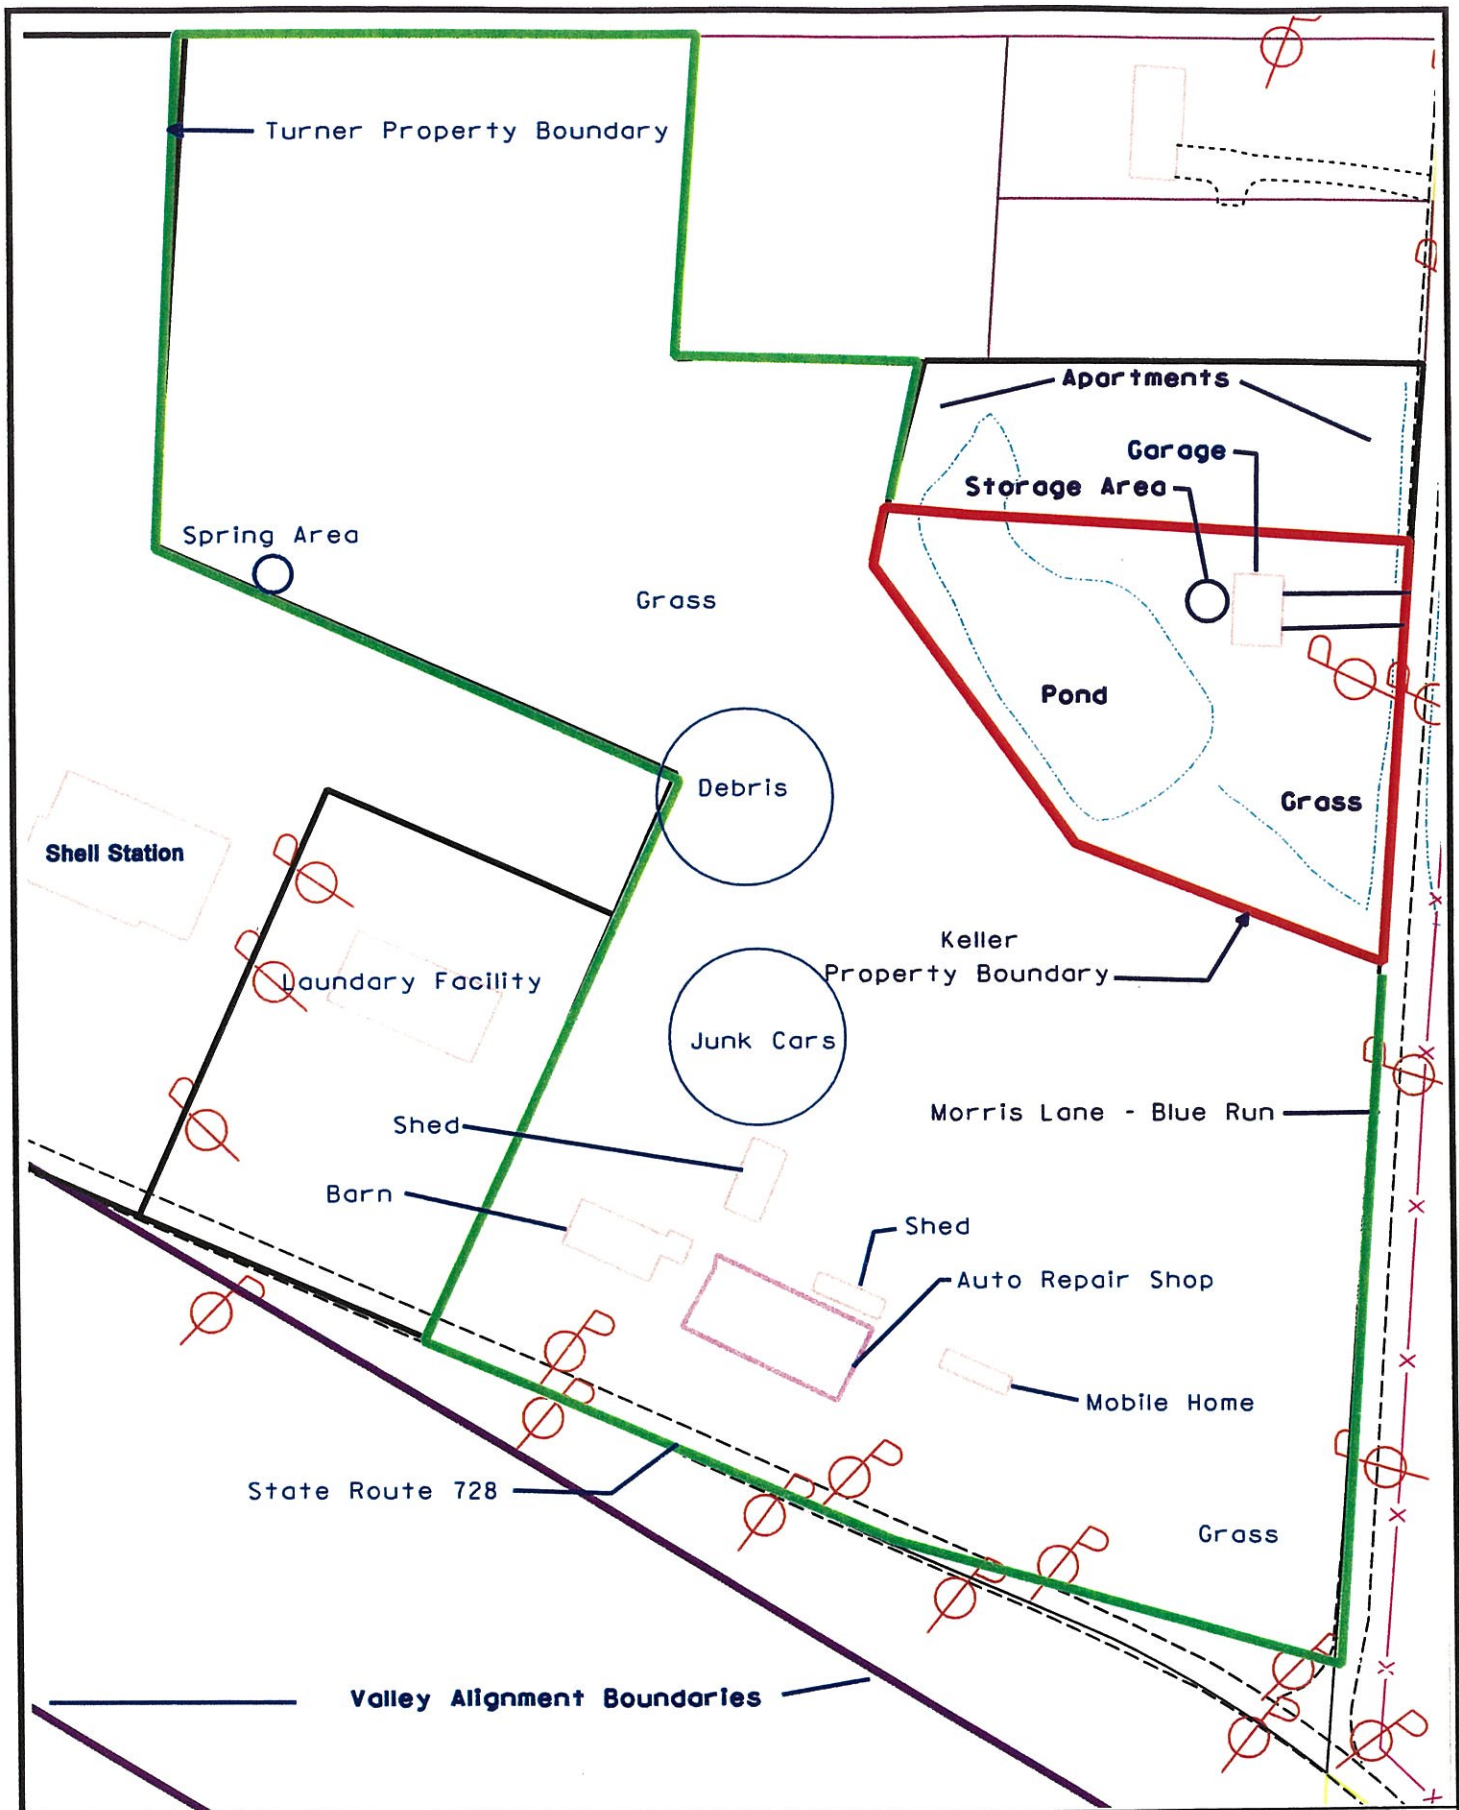 Turner Property Boundary
Apartments
Garage
Storage Area
Spring Area
Grass
Pond
Debris
Grass
Shell Station
Keller
Property Boundary
Laundary Facility
Junk Cars
Morris Lane - Blue Run
Shed
Barn
Shed
Auto Repair Shop
Mobile Home
State Route 728
Grass
Valley Alignment Boundaries